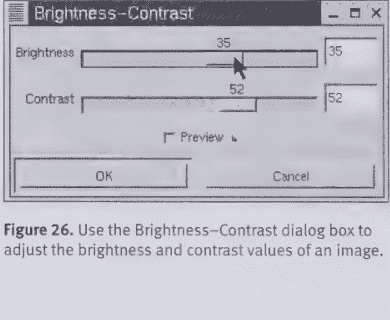 Brightness–Contrast
35
Brightness
35
52
Contrast
52
Preview
OK
Cancel
Figure 26. Use the Brightness–Contrast dialog box to
adjust the brightness and contrast values of an image.